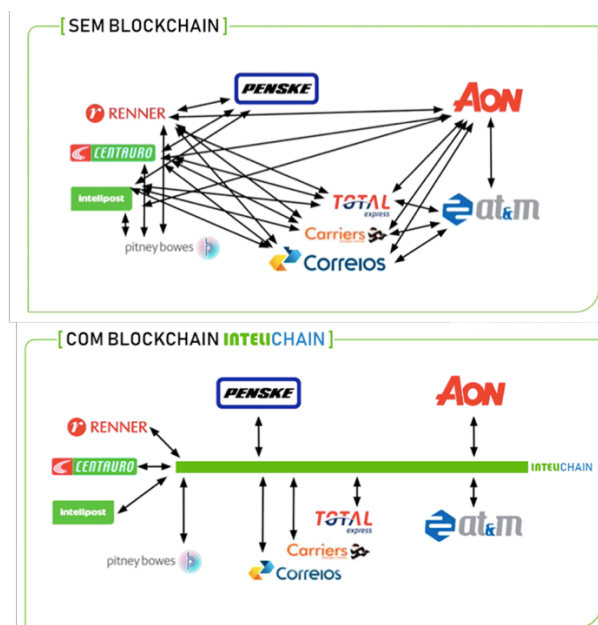 [ SEM BLOCKCHAIN ]
PENSKE
AON
RENNER
CENTAURO
intelipost
TOTAL
express
at&m
Carriers
pitney bowes
Correios
[ COM BLOCKCHAIN INTELICHAIN ]
PENSKE
AON
RENNER
CENTAURO
INTELICHAIN
intelipost
TOTAL
express
at&m
Carriers
pitney bowes
Correios